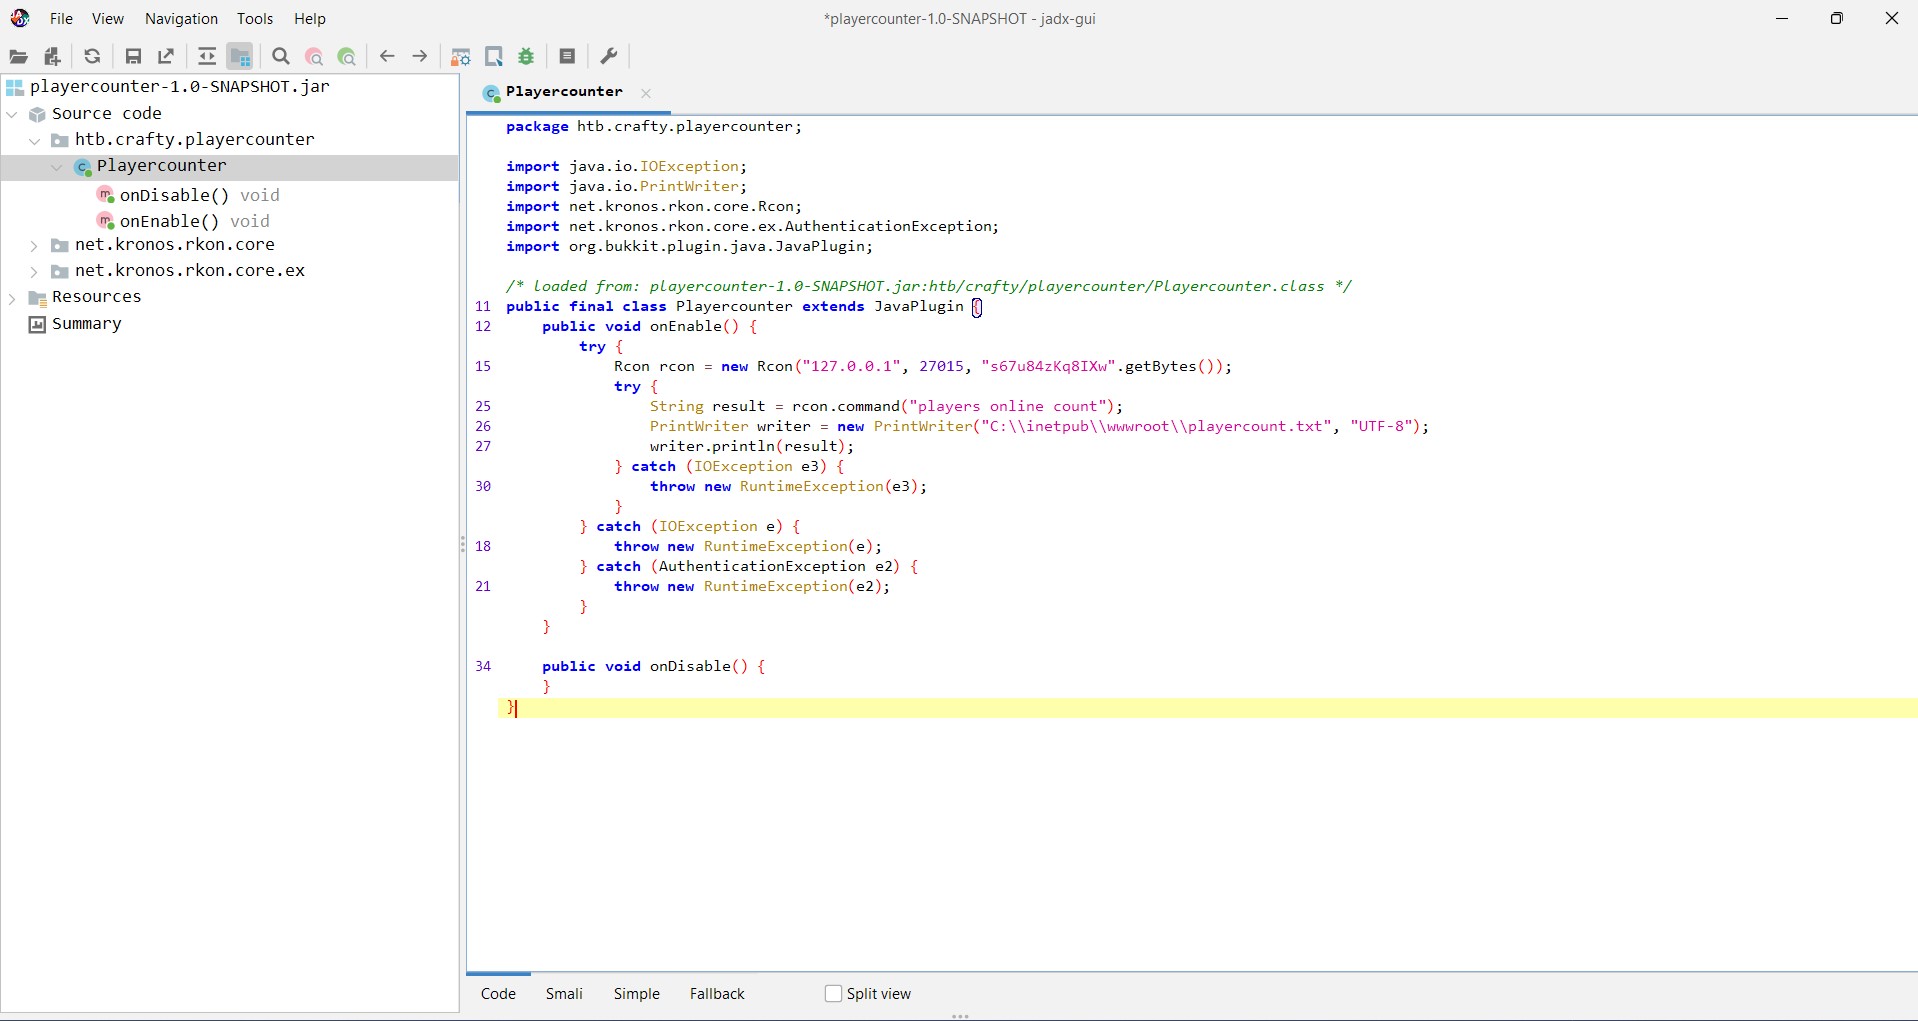 File View Navigation Tools Help
*playercounter-1.0-SNAPSHOT - jadx-gui
playercounter-1.0-SNAPSHOT.jar
Source code
htb.crafty.playercounter
Playercounter
onDisable() void
onEnable() void
net.kronos.rkon.core
net.kronos.rkon.core.ex
Resources
Summary
Playercounter
package htb.crafty.playercounter;
import java.io.IOException;
import java.io.PrintWriter;
import net.kronos.rkon.core.Rcon;
import net.kronos.rkon.core.ex.AuthenticationException;
import org.bukkit.plugin.java.JavaPlugin;
/* loaded from: playercounter-1.0-SNAPSHOT.jar:htb/crafty/playercounter/Playercounter.class */
11 public final class Playercounter extends JavaPlugin {
12 public void onEnable() {
try {
15 Rcon rcon = new Rcon("127.0.0.1", 27015, "s67u84zKq8IXw".getBytes());
try {
25 String result = rcon.command("players online count");
26 PrintWriter writer = new PrintWriter("C:\\inetpub\\wwwroot\\playercount.txt", "UTF-8");
27 writer.println(result);
} catch (IOException e3) {
30 throw new RuntimeException(e3);
}
} catch (IOException e) {
18 throw new RuntimeException(e);
} catch (AuthenticationException e2) {
21 throw new RuntimeException(e2);
}
}
34 public void onDisable() {
}
}
Code Smali Simple Fallback Split view